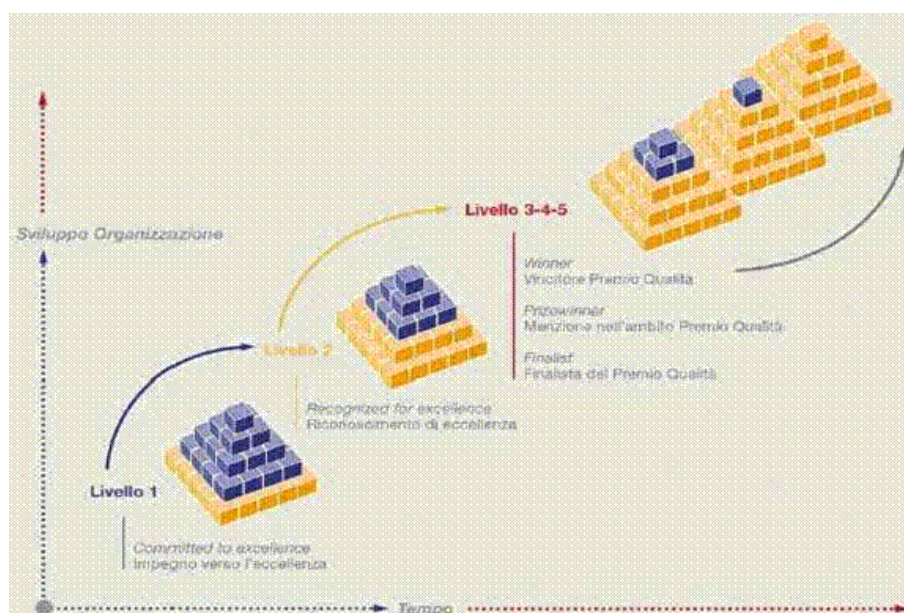 Sviluppo Organizzazione
Livello 3-4-5
Winner
Vincitore Premio Qualità
Prizewinner
Menzione nell'ambito Premio Qualità
Finalist
Finalista del Premio Qualità
Livello 2
Recognized for excellence
Riconoscimento di eccellenza
Livello 1
Committed to excellence
Impegno verso l'eccellenza
Tempo